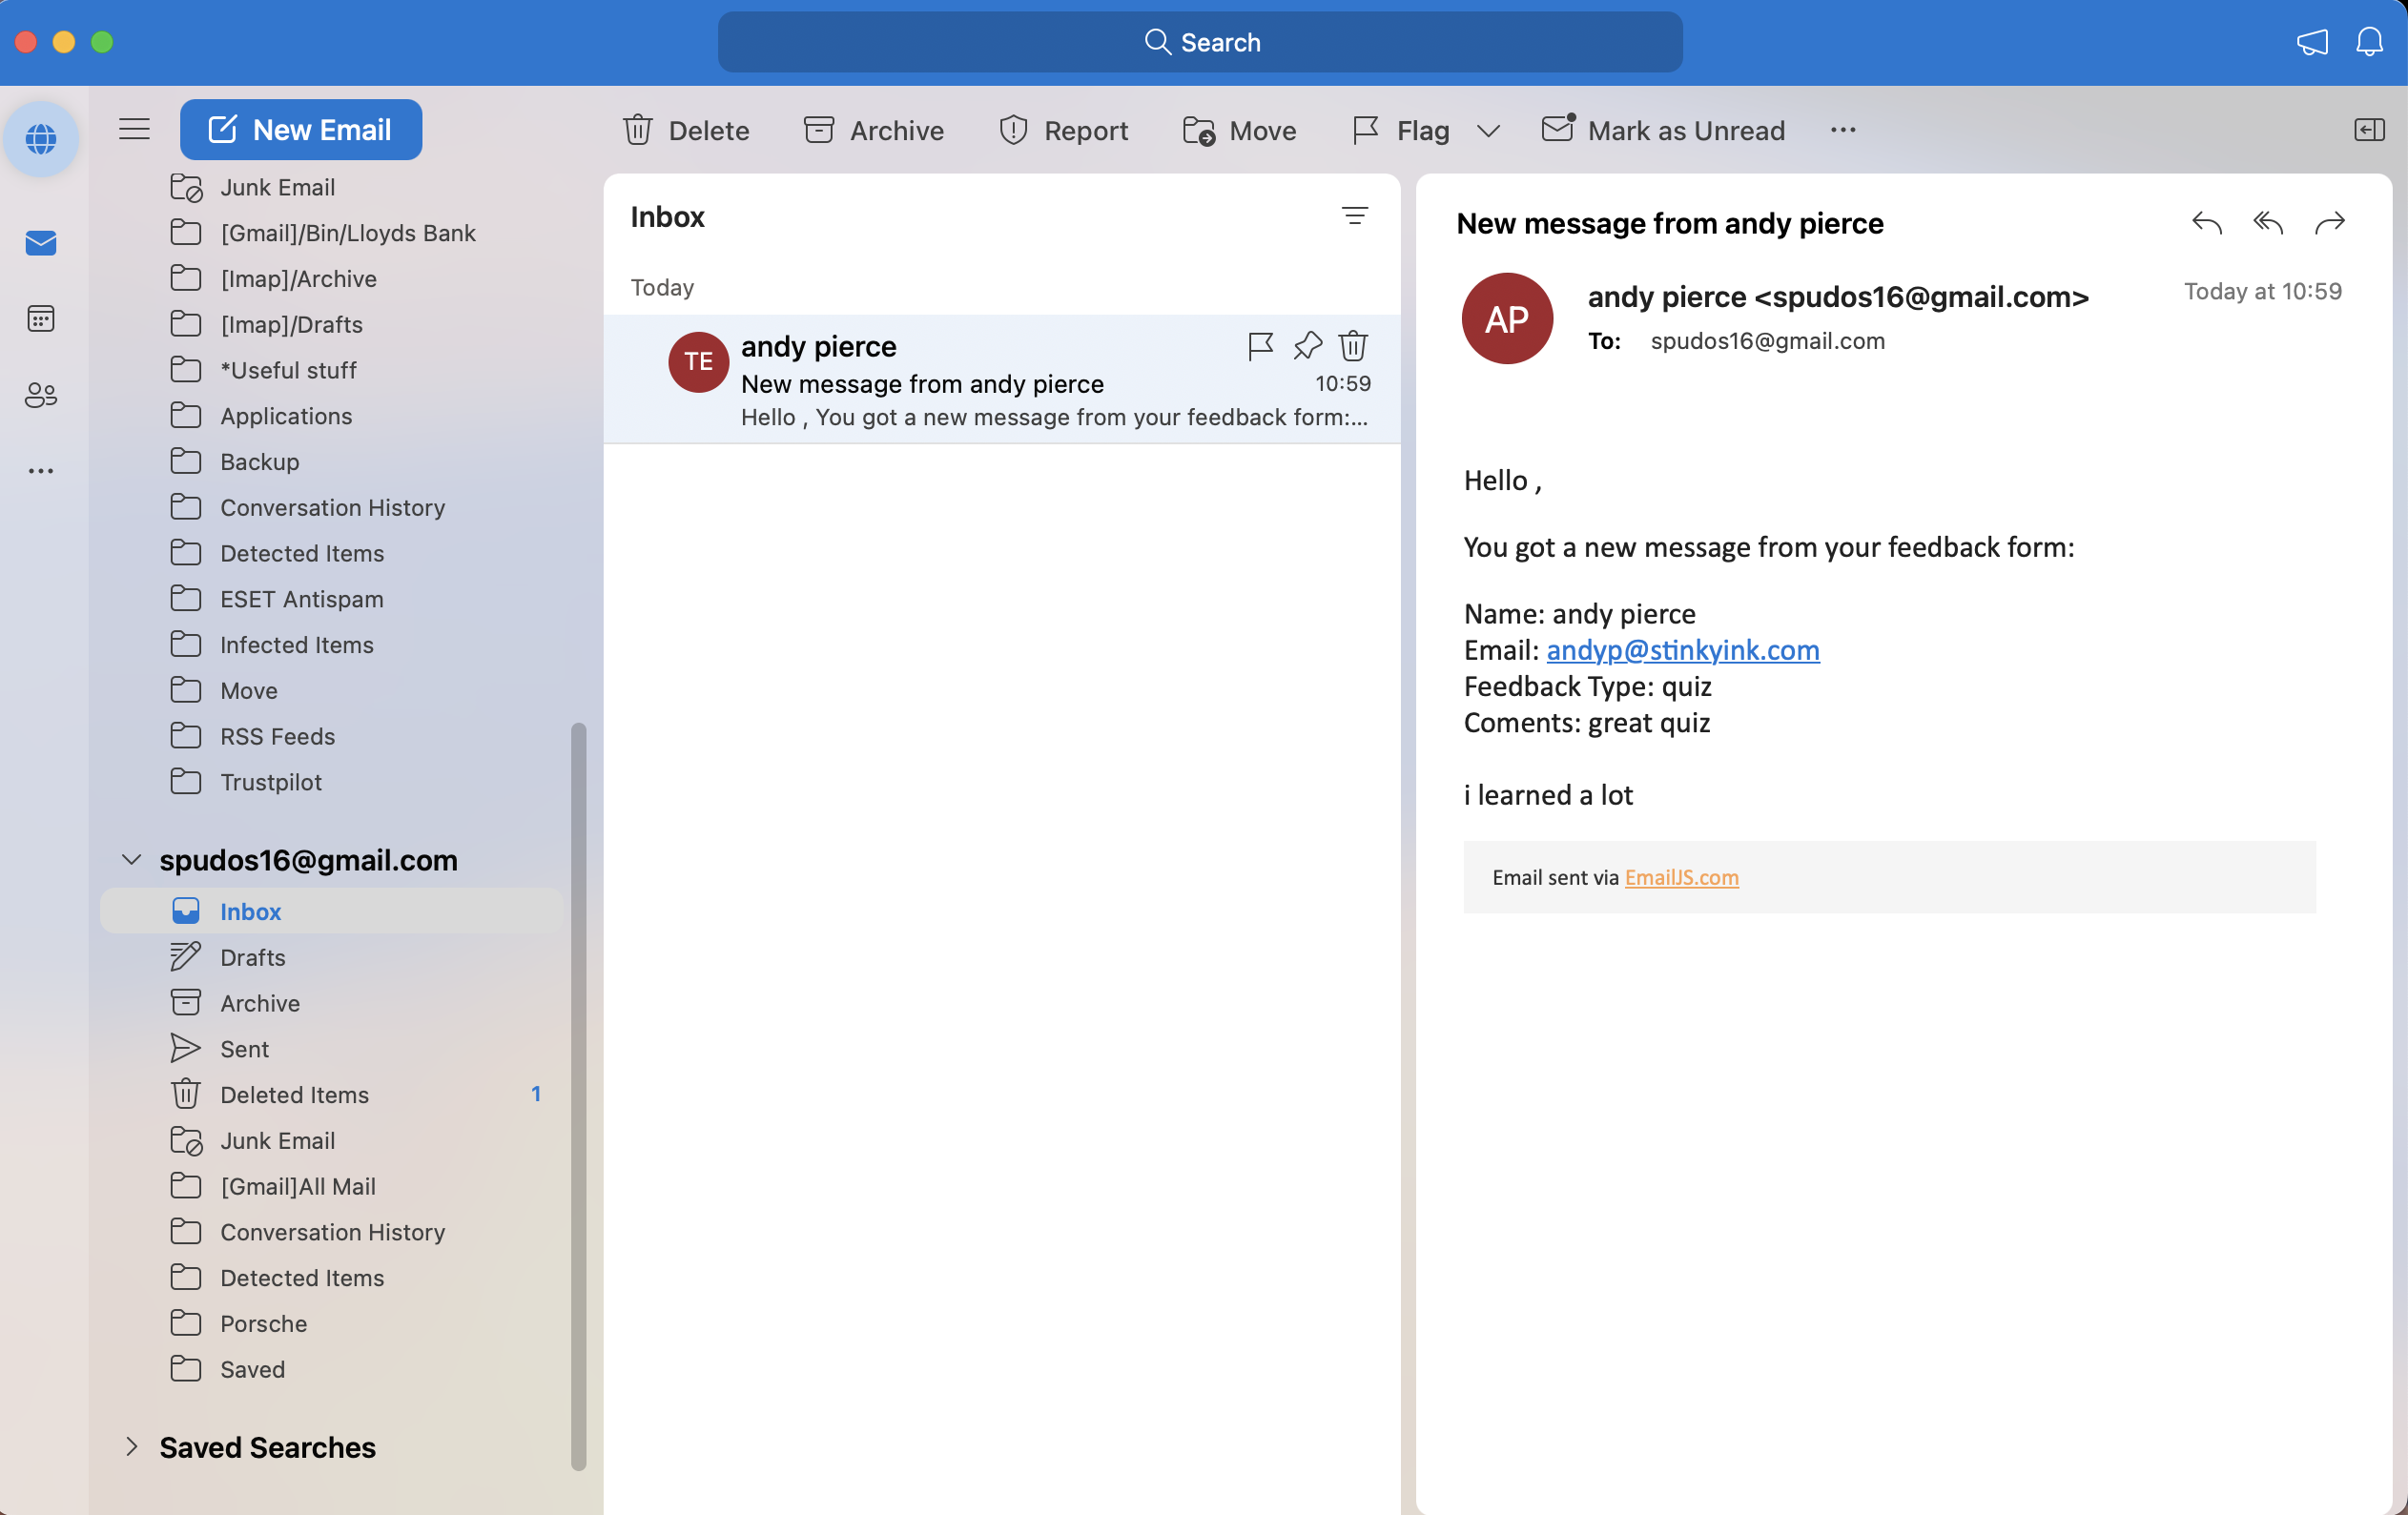 Search
New Email
Delete
Archive
Report
Move
Flag
Mark as Unread
Junk Email
[Gmail]/Bin/Lloyds Bank
[Imap]/Archive
[Imap]/Drafts
*Useful stuff
Applications
Backup
Conversation History
Detected Items
ESET Antispam
Infected Items
Move
RSS Feeds
Trustpilot
spudos16@gmail.com
Inbox
Drafts
Archive
Sent
Deleted Items 1
Junk Email
[Gmail]All Mail
Conversation History
Detected Items
Porsche
Saved
Saved Searches
Inbox
Today
TE
andy pierce
New message from andy pierce 10:59
Hello , You got a new message from your feedback form:...
New message from andy pierce
AP
andy pierce <spudos16@gmail.com>
Today at 10:59
To: spudos16@gmail.com
Hello ,
You got a new message from your feedback form:
Name: andy pierce
Email: andyp@stinkyink.com
Feedback Type: quiz
Coments: great quiz
i learned a lot
Email sent via EmailJS.com